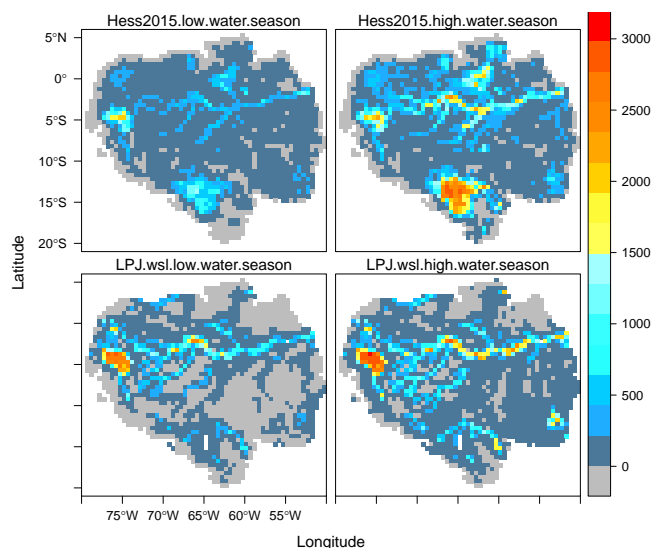 Hess2015.low.water.season
Hess2015.high.water.season
5°N
0°
5°S
10°S
15°S
20°S
3000
2500
2000
1500
1000
500
0
Latitude
LPJ.wsl.low.water.season
LPJ.wsl.high.water.season
75°W 70°W 65°W 60°W 55°W
Longitude